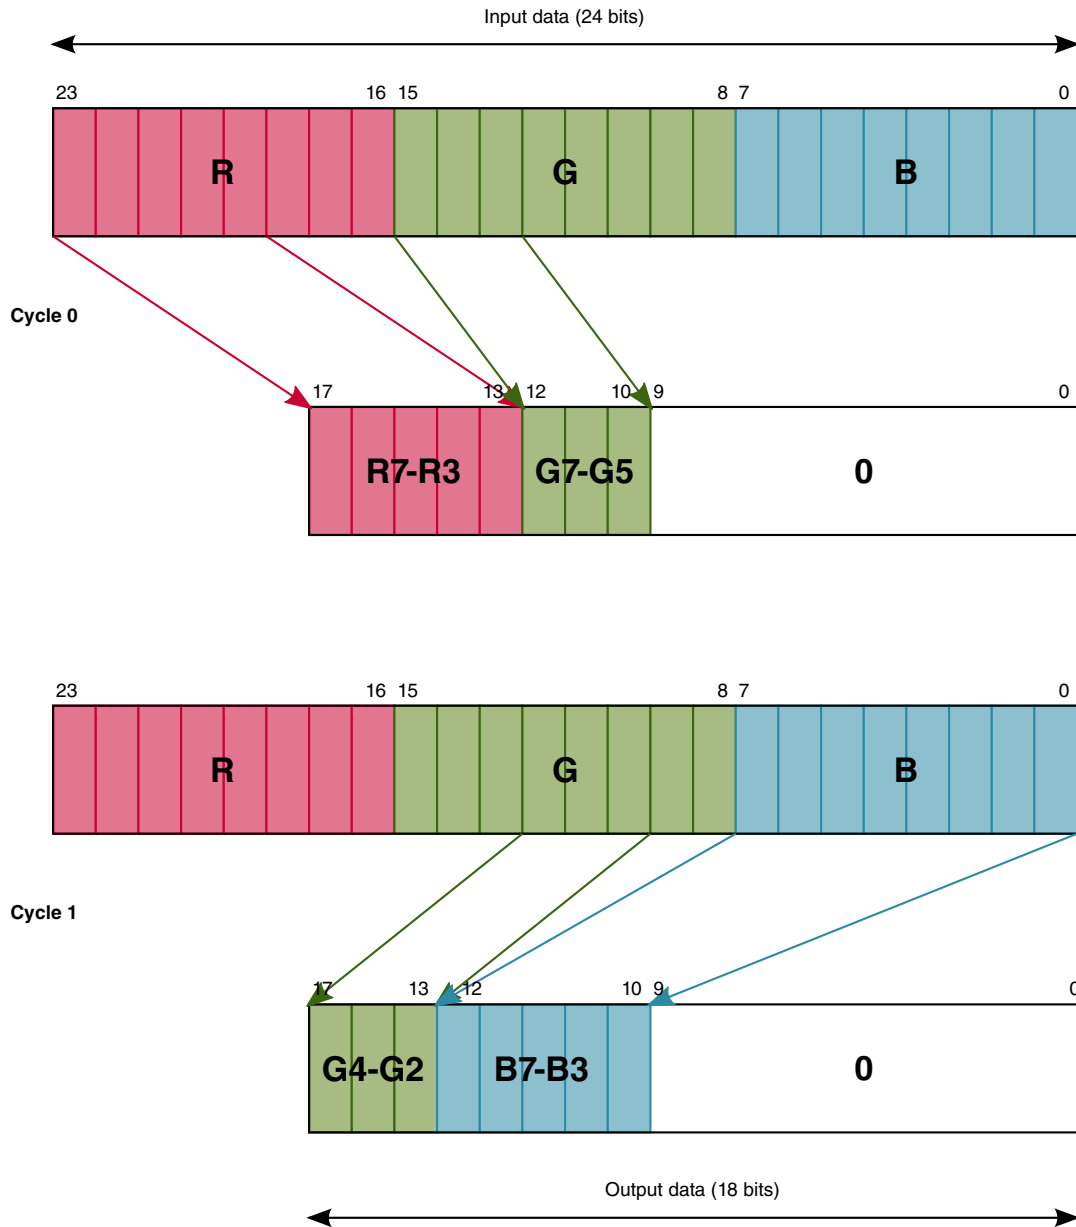 Input data (24 bits)
23 16 15 8 7 0
R G B
Cycle 0
17 13 12 10 9 0
R7-R3 G7-G5 0
23 16 15 8 7 0
R G B
Cycle 1
17 13 12 10 9 0
G4-G2 B7-B3 0
Output data (18 bits)